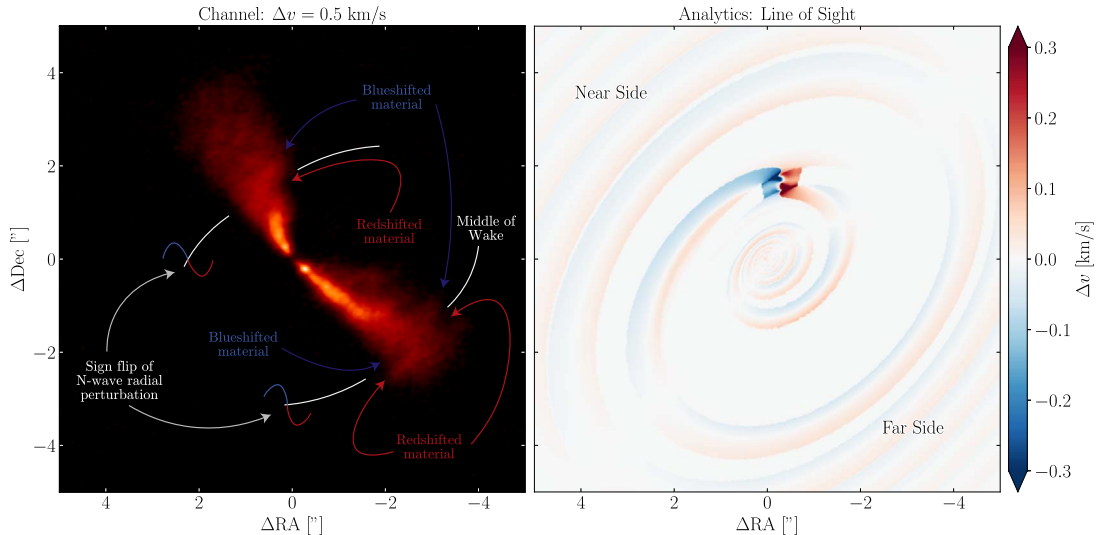 Channel: Δv = 0.5 km/s
Analytics: Line of Sight
Blueshifted
material
Redshifted
material
Middle of
Wake
Blueshifted
material
Sign flip of
N-wave radial
perturbation
Redshifted
material
4
2
0
−2
−4
ΔDec [”]
4
2
0
−2
−4
ΔRA [”]
Near Side
Far Side
4
2
0
−2
−4
ΔRA [”]
0.3
0.2
0.1
0.0
−0.1
−0.2
−0.3
Δv [km/s]